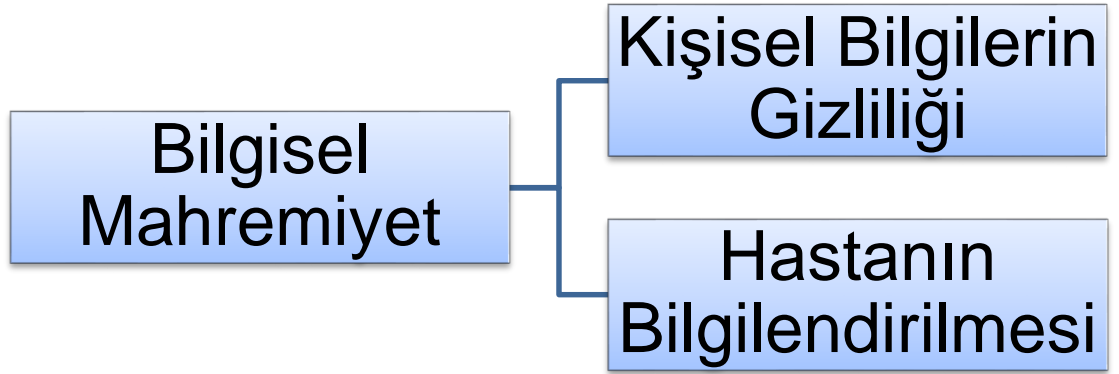 Bilgisel
Mahremiyet
Kişisel Bilgilerin
Gizliliği
Hastanın
Bilgilendirilmesi